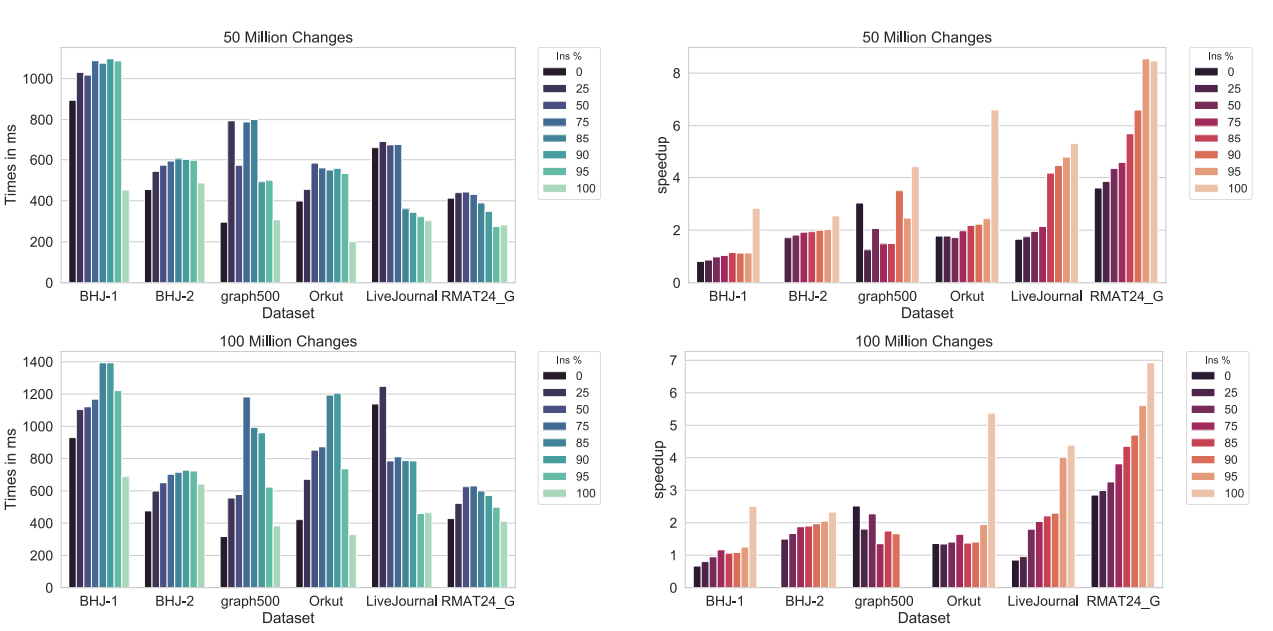 50 Million Changes
Times in ms
1000
800
600
400
200
0
BHJ-1 BHJ-2 graph500 Orkut LiveJournal RMAT24_G
Dataset
Ins %
0
25
50
75
85
90
95
100
50 Million Changes
speedup
8
6
4
2
0
BHJ-1 BHJ-2 graph500 Orkut LiveJournal RMAT24_G
Dataset
Ins %
0
25
50
75
85
90
95
100
100 Million Changes
Times in ms
1400
1200
1000
800
600
400
200
0
BHJ-1 BHJ-2 graph500 Orkut LiveJournal RMAT24_G
Dataset
Ins %
0
25
50
75
85
90
95
100
100 Million Changes
speedup
7
6
5
4
3
2
1
0
BHJ-1 BHJ-2 graph500 Orkut LiveJournal RMAT24_G
Dataset
Ins %
0
25
50
75
85
90
95
100